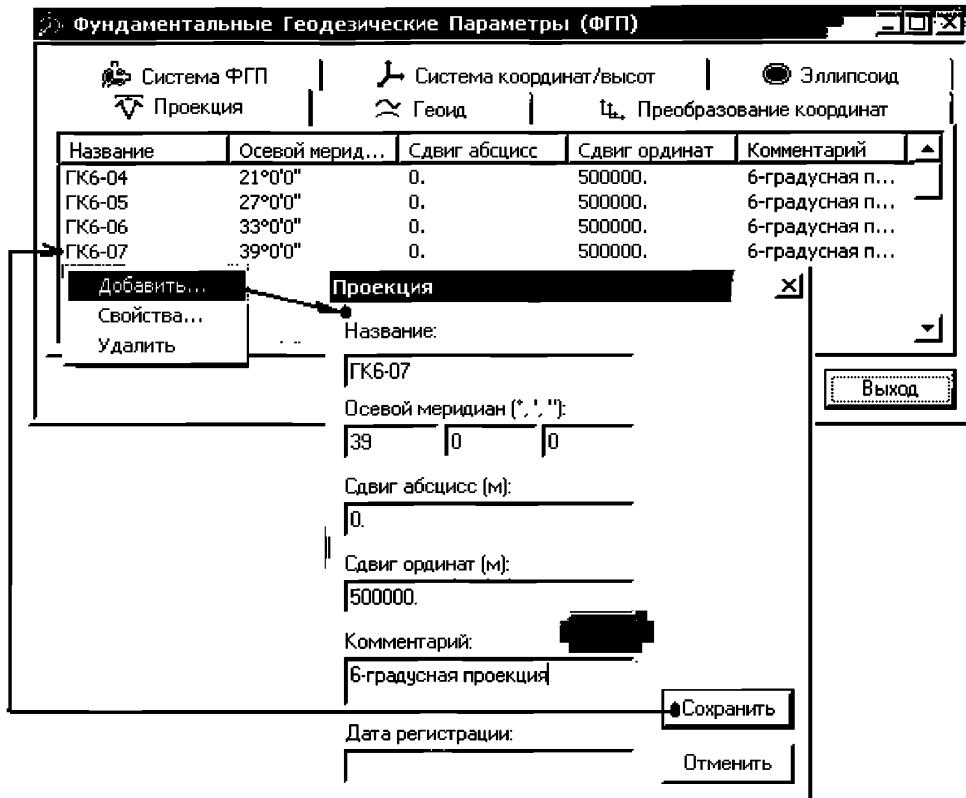 Фундаментальные Геодезические Параметры (ФГП)
Система ФГП Система координат/высот Эллипсоид
Проекция Геоид Преобразование координат
Название Осевой мерид... Сдвиг абсцисс Сдвиг ординат Комментарий
ГК6-04 21°0'0" 0. 500000. 6-градусная п...
ГК6-05 27°0'0" 0. 500000. 6-градусная п...
ГК6-06 33°0'0" 0. 500000. 6-градусная п...
ГК6-07 39°0'0" 0. 500000. 6-градусная п...
Добавить...
Свойства...
Удалить
Проекция
Название:
ГК6-07
Выход
Осевой меридиан (°, ', "):
39 0 0
Сдвиг абсцисс (м):
0.
Сдвиг ординат (м):
500000.
Комментарий:
6-градусная проекция
Сохранить
Дата регистрации:
Отменить